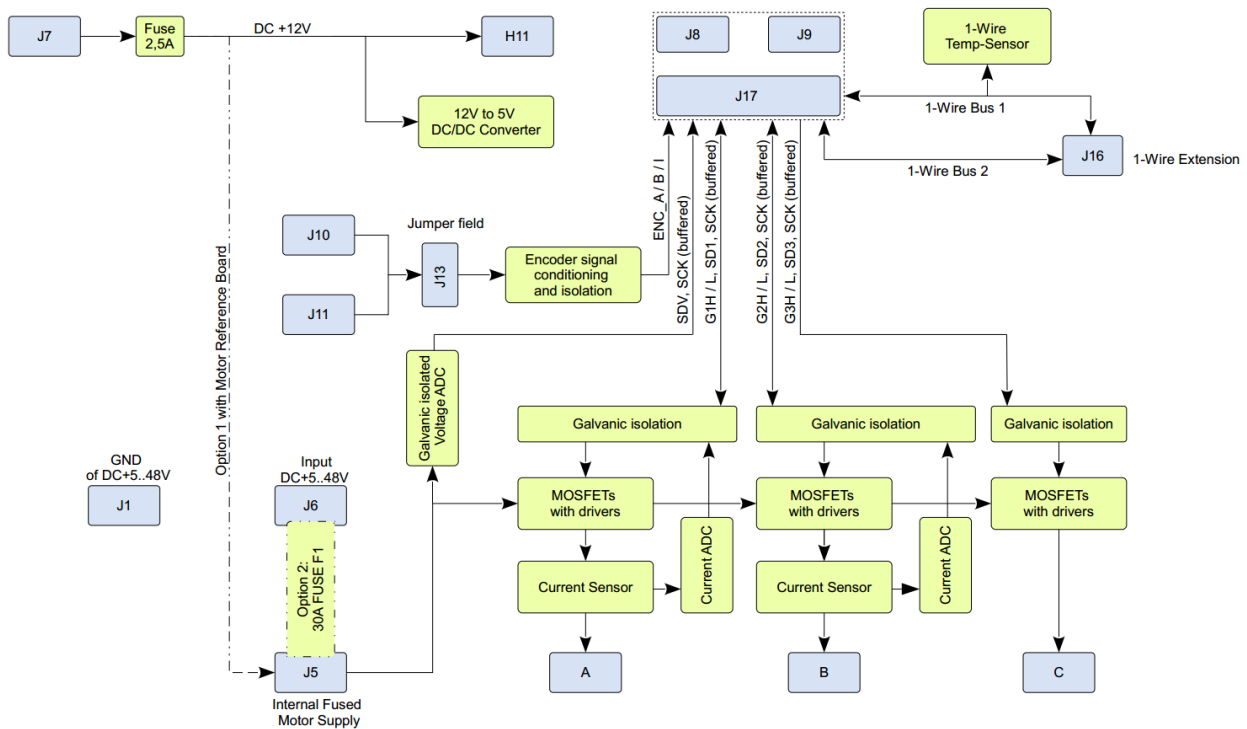 J7
Fuse
2,5A
DC +12V
H11
J8
J9
J17
1-Wire
Temp-Sensor
1-Wire Bus 1
12V to 5V
DC/DC Converter
J16
1-Wire Extension
1-Wire Bus 2
ENC_A / B / I
SDV, SCK (buffered)
G1H / L, SD1, SCK (buffered)
G2H / L, SD2, SCK (buffered)
G3H / L, SD3, SCK (buffered)
J10
Jumper field
J13
J11
Encoder signal
conditioning
and isolation
Option 1 with Motor Reference Board
Galvanic isolated
Voltage ADC
Galvanic isolation
Galvanic isolation
Galvanic isolation
GND
of DC+5..48V
J1
Input
DC+5..48V
J6
MOSFETs
with drivers
MOSFETs
with drivers
MOSFETs
with drivers
Option 2:
30A FUSE F1
Current Sensor
Current ADC
Current Sensor
Current ADC
J5
Internal Fused
Motor Supply
A
B
C